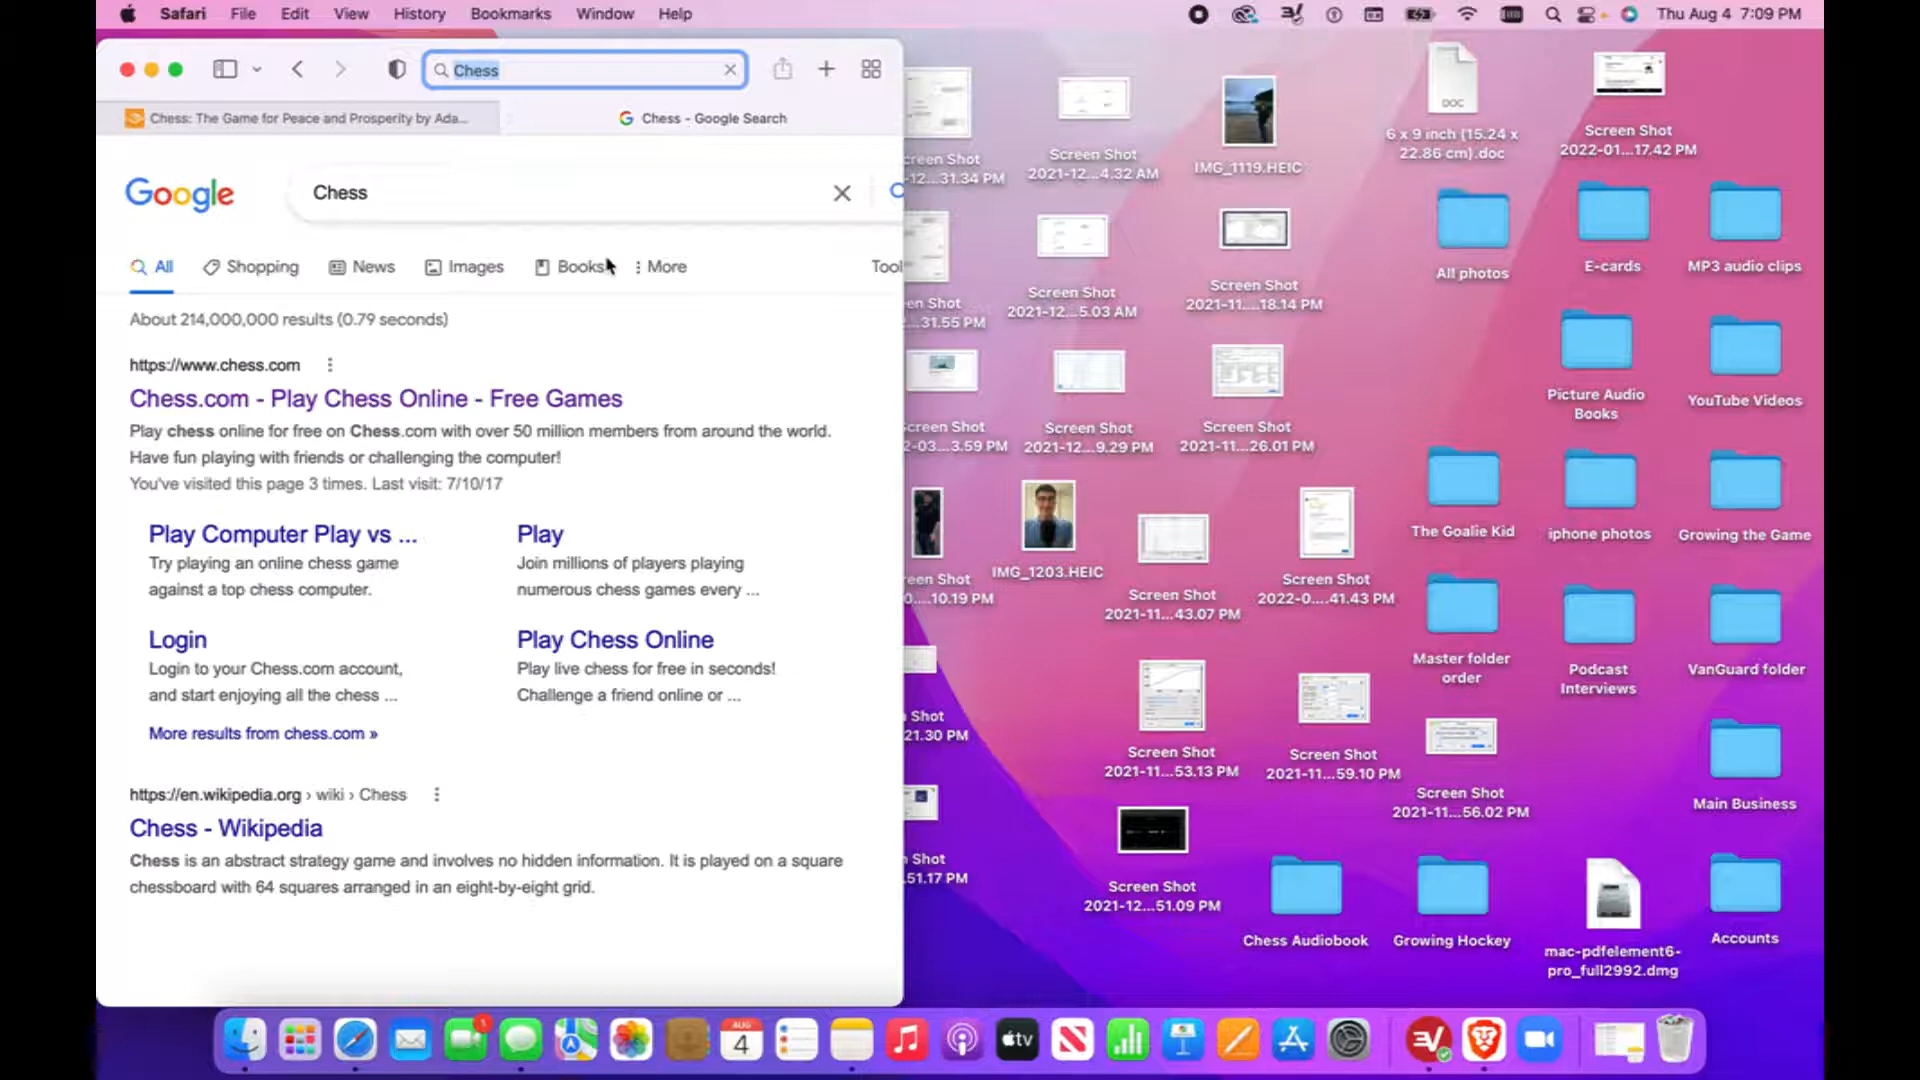 Safari File Edit View History Bookmarks Window Help
Thu Aug 4 7:09 PM
Chess
Chess: The Game for Peace and Prosperity by Ada...
Chess - Google Search
Google
Chess
All Shopping News Images Books More
About 214,000,000 results (0.79 seconds)
https://www.chess.com
Chess.com - Play Chess Online - Free Games
Play chess online for free on Chess.com with over 50 million members from around the world.
Have fun playing with friends or challenging the computer!
You've visited this page 3 times. Last visit: 7/10/17
Play Computer Play vs ...
Try playing an online chess game
against a top chess computer.
Play
Join millions of players playing
numerous chess games every ...
Login
Login to your Chess.com account,
and start enjoying all the chess ...
Play Chess Online
Play live chess for free in seconds!
Challenge a friend online or ...
More results from chess.com »
https://en.wikipedia.org › wiki › Chess
Chess - Wikipedia
Chess is an abstract strategy game and involves no hidden information. It is played on a square
chessboard with 64 squares arranged in an eight-by-eight grid.
Screen Shot
2021-12...4.32 AM
IMG_1119.HEIC
DOC
6 x 9 inch (15.24 x
22.86 cm).doc
Screen Shot
2022-01...17.42 PM
Screen Shot
2021-12...5.03 AM
Screen Shot
2021-11....18.14 PM
All photos
E-cards
MP3 audio clips
Screen Shot
2021-12...9.29 PM
Screen Shot
2021-11....26.01 PM
Picture Audio
Books
YouTube Videos
IMG_1203.HEIC
Screen Shot
2021-11...43.07 PM
Screen Shot
2022-0....41.43 PM
The Goalie Kid
iphone photos
Growing the Game
Screen Shot
2021-11...53.13 PM
Screen Shot
2021-11...59.10 PM
Master folder
order
Podcast
Interviews
VanGuard folder
Screen Shot
2021-11...56.02 PM
Main Business
Screen Shot
2021-12...51.09 PM
Chess Audiobook
Growing Hockey
mac-pdfelement6-
pro_full2992.dmg
Accounts
1
AUG
4
tv